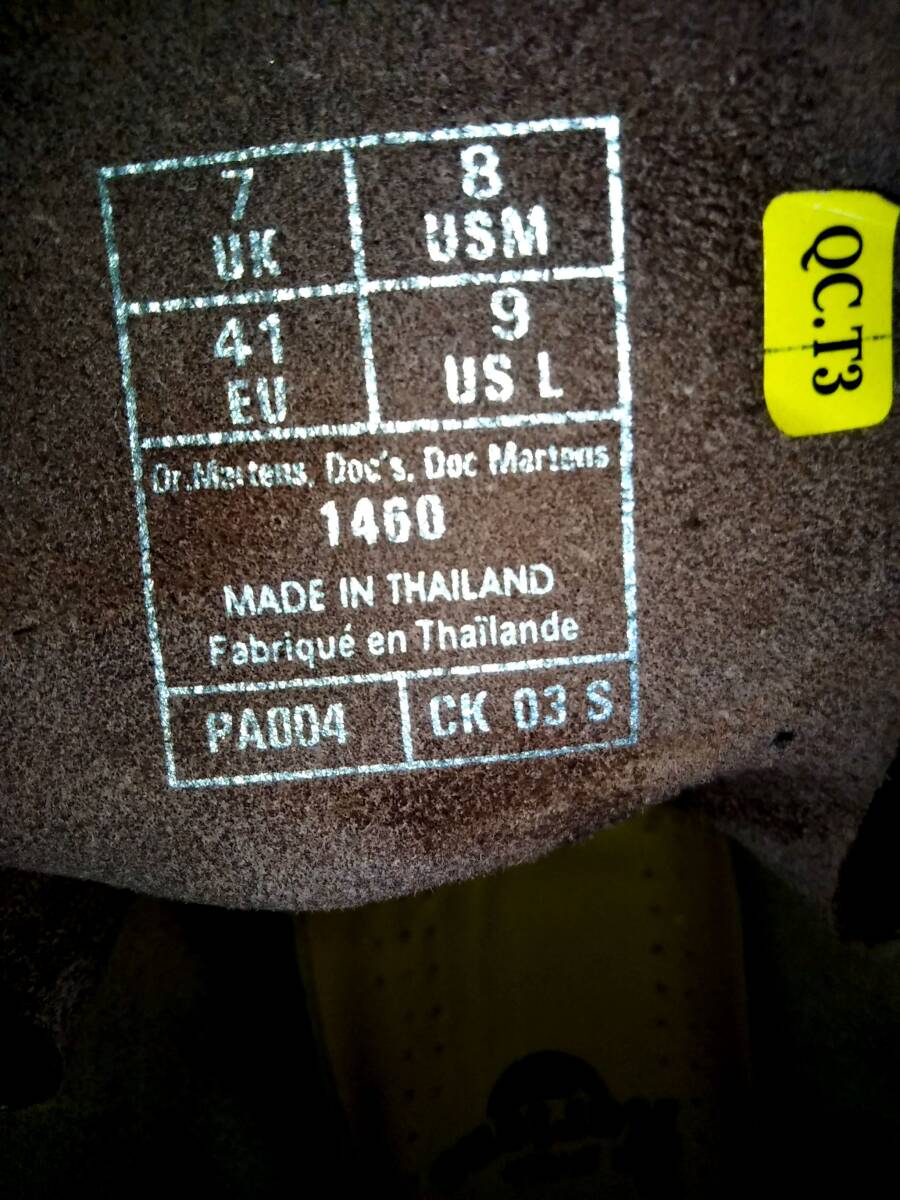 7
UK
8
USM
41
EU
9
US L
Dr.Martens, Doc's, Doc Martens
1460
MADE IN THAILAND
Fabriqué en Thaïlande
PA004
CK 03 S
QC.T3